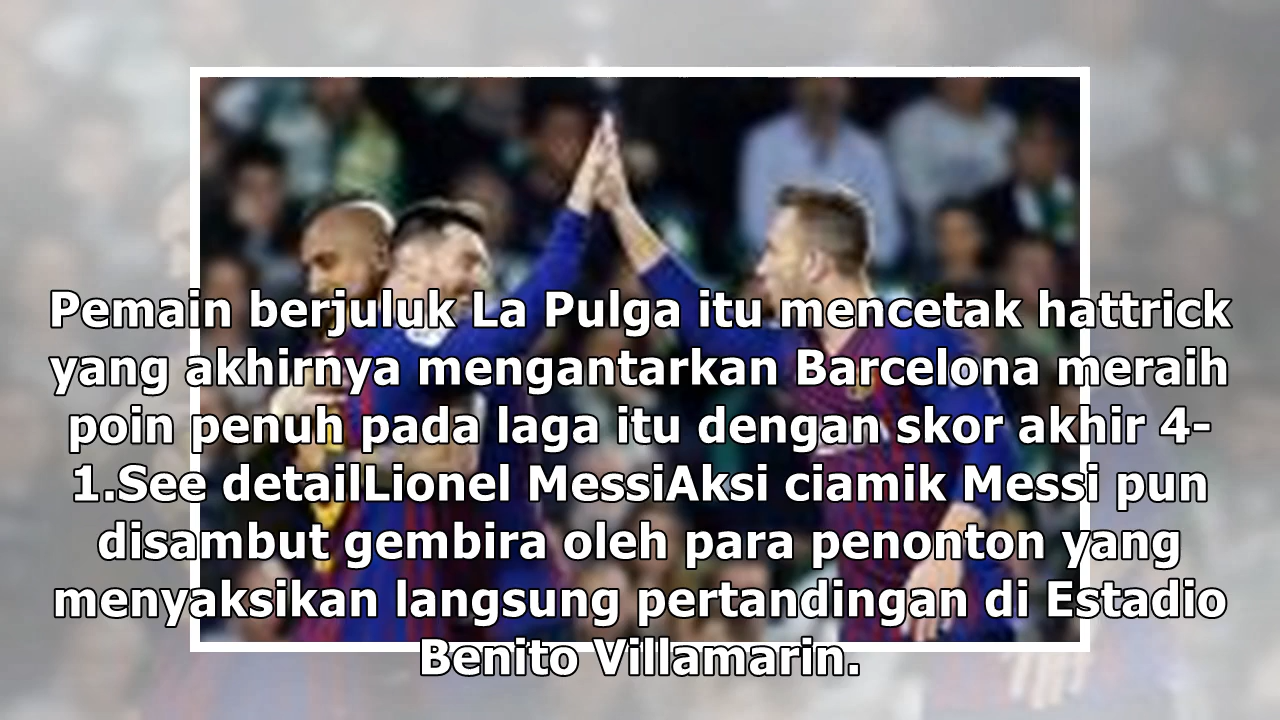 Pemain berjuluk La Pulga itu mencetak hattrick
yang akhirnya mengantarkan Barcelona meraih
poin penuh pada laga itu dengan skor akhir 4-
1.See detailLionel MessiAksi ciamik Messi pun
disambut gembira oleh para penonton yang
menyaksikan langsung pertandingan di Estadio
Benito Villamarin.